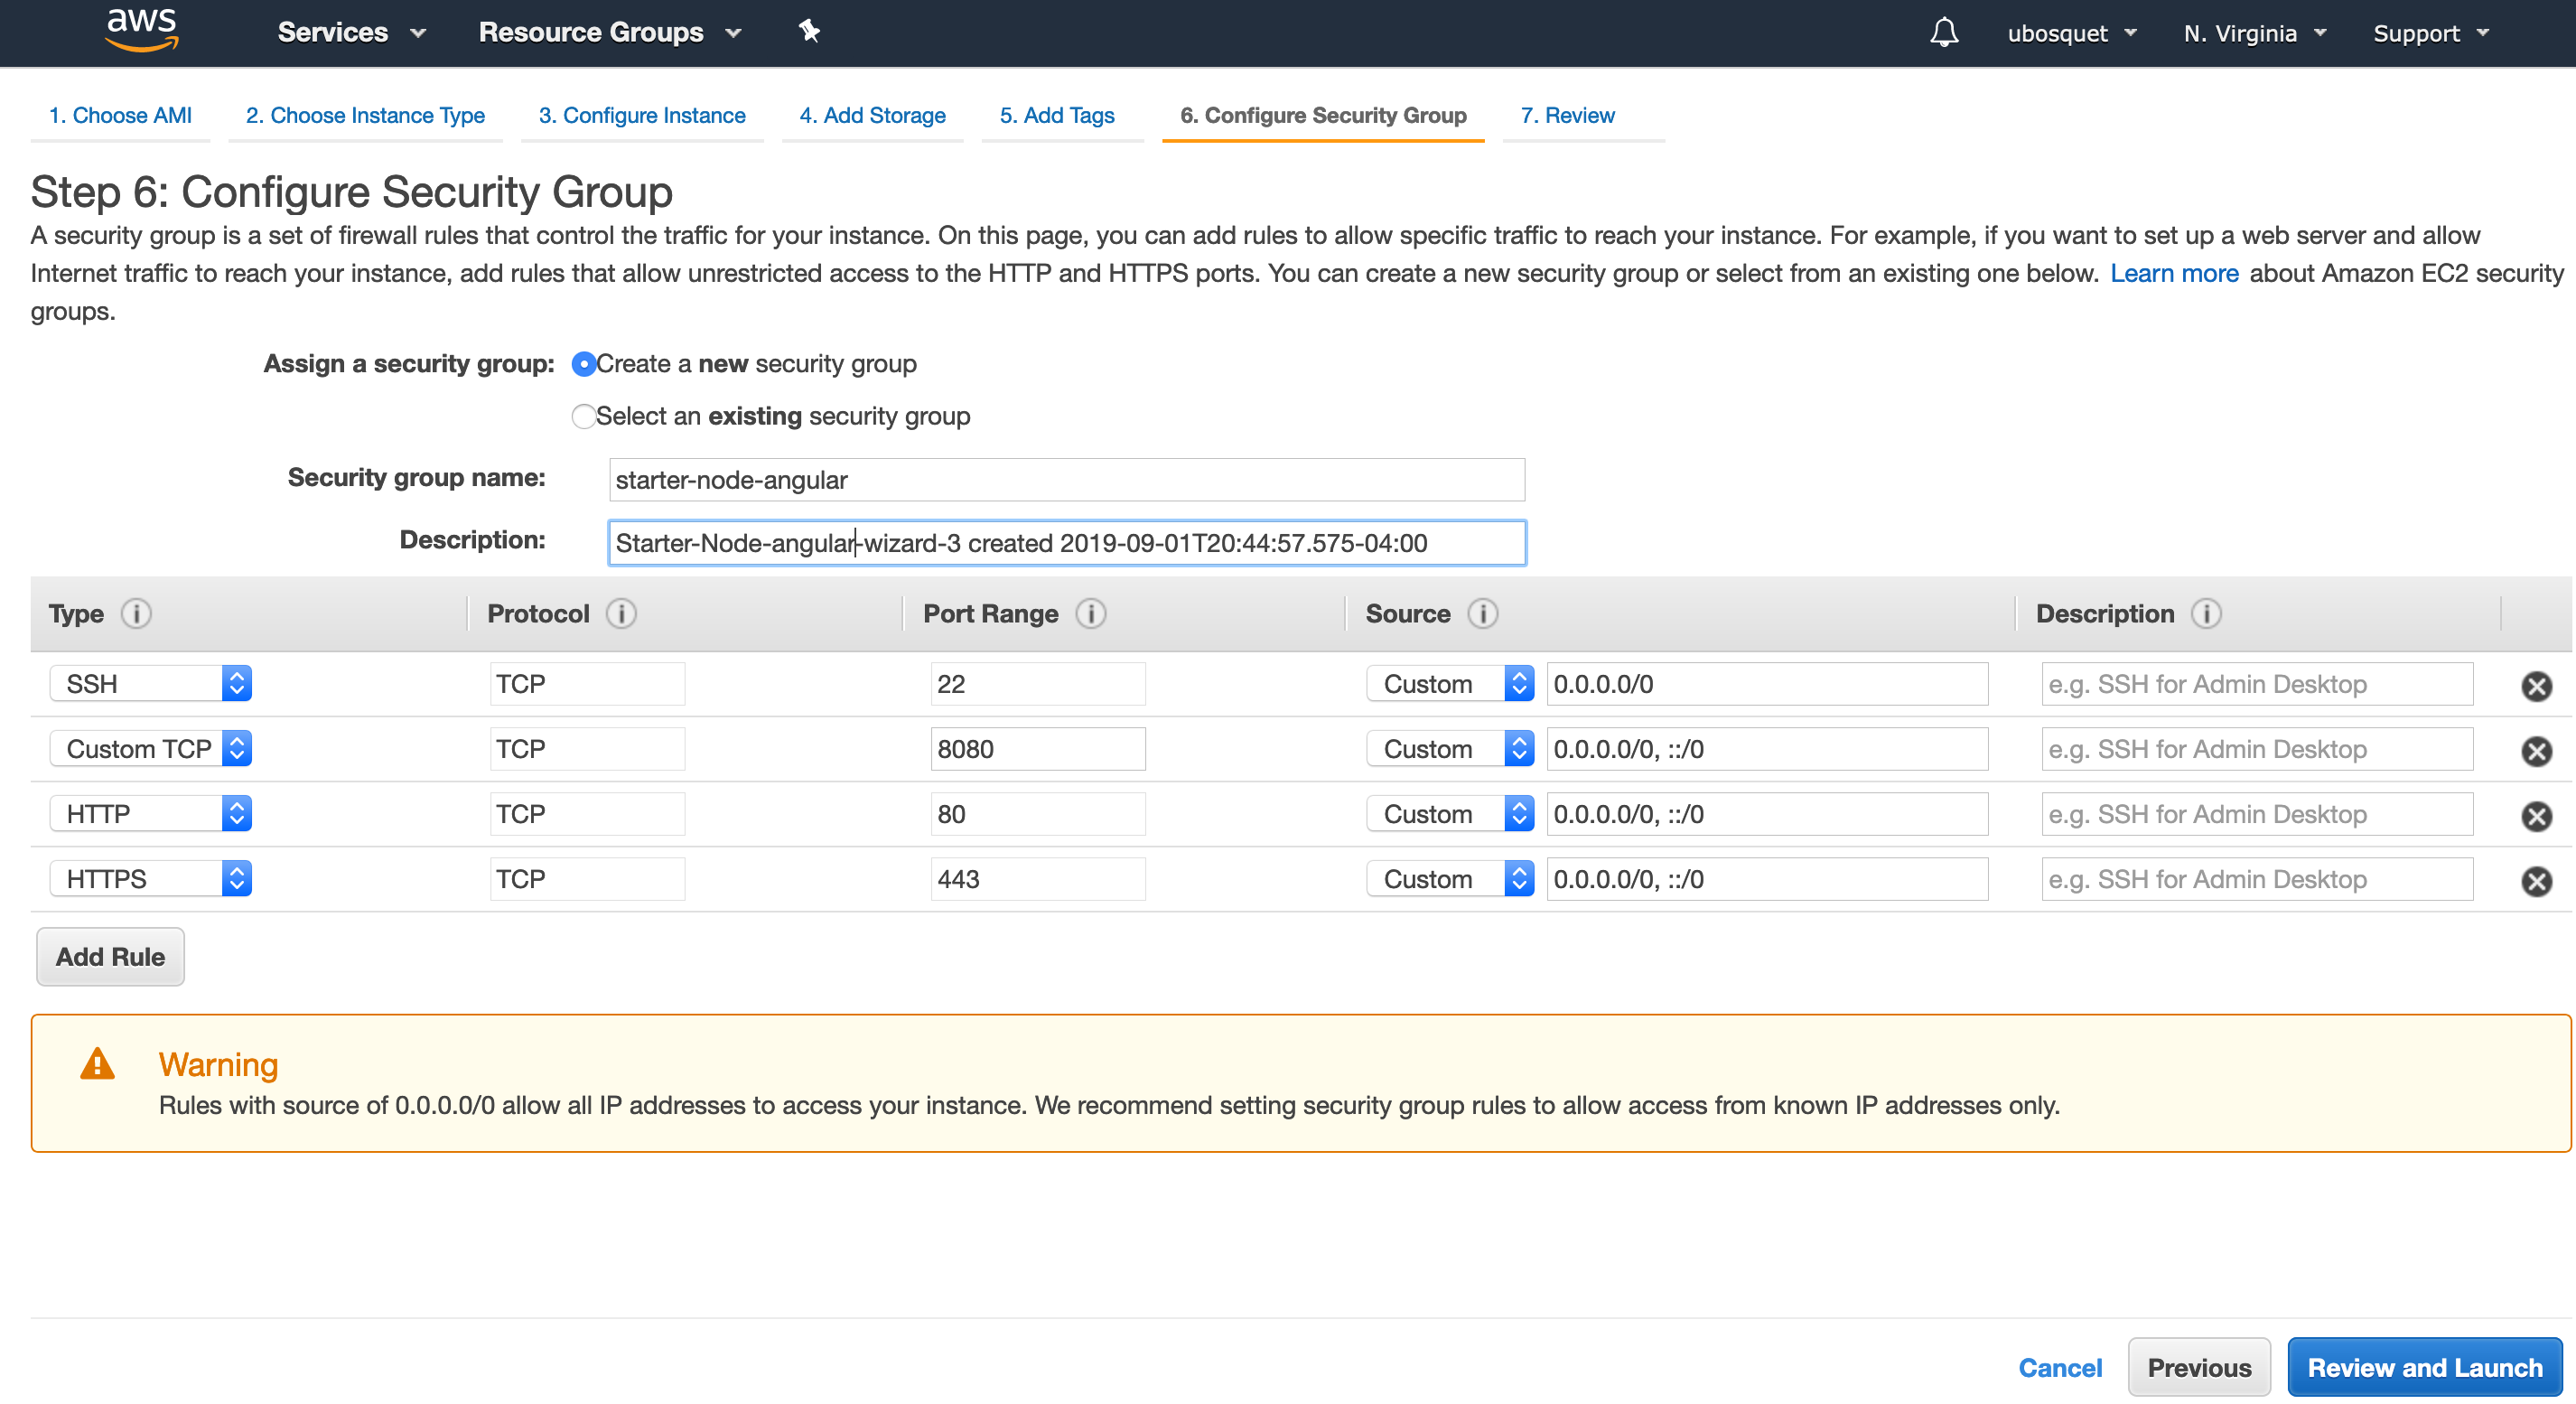 aws Services Resource Groups ubosquet N. Virginia Support
1. Choose AMI 2. Choose Instance Type 3. Configure Instance 4. Add Storage 5. Add Tags 6. Configure Security Group 7. Review
Step 6: Configure Security Group
A security group is a set of firewall rules that control the traffic for your instance. On this page, you can add rules to allow specific traffic to reach your instance. For example, if you want to set up a web server and allow
Internet traffic to reach your instance, add rules that allow unrestricted access to the HTTP and HTTPS ports. You can create a new security group or select from an existing one below. Learn more about Amazon EC2 security
groups.
Assign a security group: Create a new security group
Select an existing security group
Security group name: starter-node-angular
Description: Starter-Node-angular-wizard-3 created 2019-09-01T20:44:57.575-04:00
Type i Protocol i Port Range i Source i Description i
SSH TCP 22 Custom 0.0.0.0/0 e.g. SSH for Admin Desktop
Custom TCP TCP 8080 Custom 0.0.0.0/0, ::/0 e.g. SSH for Admin Desktop
HTTP TCP 80 Custom 0.0.0.0/0, ::/0 e.g. SSH for Admin Desktop
HTTPS TCP 443 Custom 0.0.0.0/0, ::/0 e.g. SSH for Admin Desktop
Add Rule
Warning
Rules with source of 0.0.0.0/0 allow all IP addresses to access your instance. We recommend setting security group rules to allow access from known IP addresses only.
Cancel Previous Review and Launch